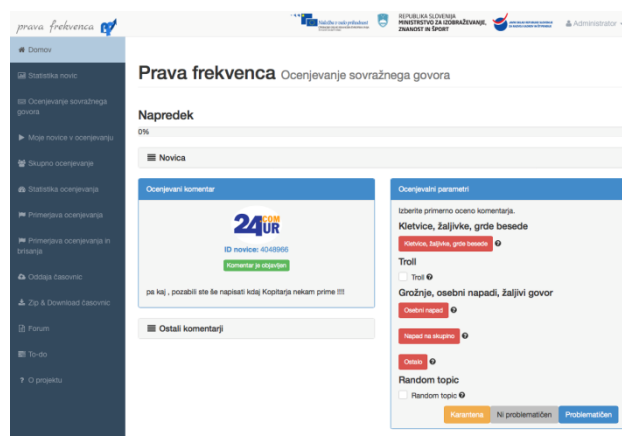 prava frekvenca
Naložba v vašo prihodnost
REPUBLIKA SLOVENIJA
MINISTRSTVO ZA IZOBRAŽEVANJE,
ZNANOST IN ŠPORT
Administrator
Domov
Statistika novic
Ocenjevanje sovražnega
govora
Moje novice v ocenjevanju
Skupno ocenjevanje
Statistika ocenjevanja
Primerjava ocenjevanja
Primerjava ocenjevanja in
brisanja
Oddaja časovnic
Zip & Download časovnic
Forum
To-do
? O projektu
Prava frekvenca Ocenjevanje sovražnega govora
Napredek
0%
Novica
Ocenjevani komentar
24UR
COM
ID novice: 4048966
Komentar je objavljen
pa kaj , pozabili ste še napisati kdaj Kopitarja nekam prime !!!!
Ostali komentarji
Ocenjevalni parametri
Izberite primerno oceno komentarja.
Kletvice, žaljivke, grde besede
Kletvice, žaljivke, grde besede
Troll
Troll
Grožnje, osebni napadi, žaljivi govor
Osebni napad
Napad na skupino
Ostalo
Random topic
Random topic
Karantena Ni problematičen Problematičen